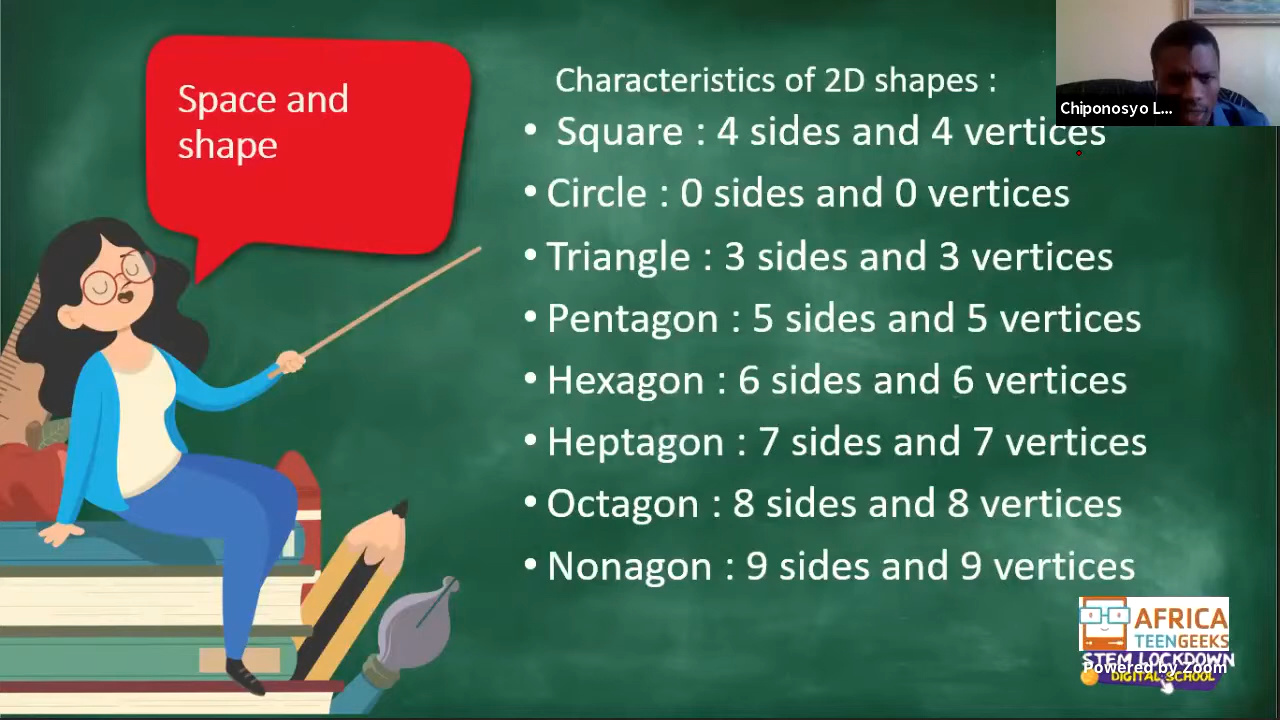 Space and
shape
Characteristics of 2D shapes :
• Square : 4 sides and 4 vertices
• Circle : 0 sides and 0 vertices
• Triangle : 3 sides and 3 vertices
• Pentagon : 5 sides and 5 vertices
• Hexagon : 6 sides and 6 vertices
• Heptagon : 7 sides and 7 vertices
• Octagon : 8 sides and 8 vertices
• Nonagon : 9 sides and 9 vertices
Chiponosyo L...
AFRICA
TEENGEEKS
STEM LOCKDOWN
Powered by Zoom
DIGITAL SCHOOL